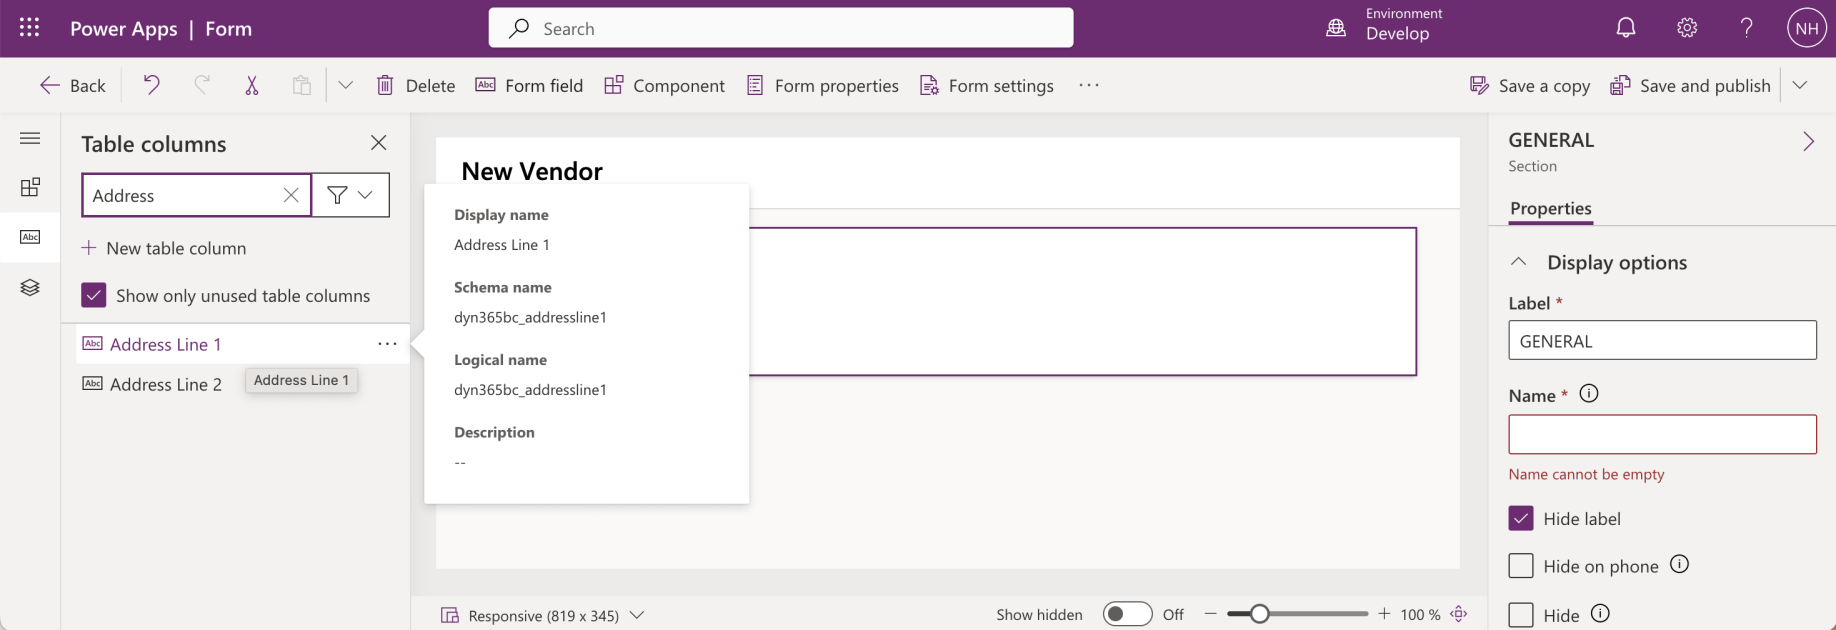 Power Apps | Form
Search
Environment
Develop
NH
Back
Delete
Abc Form field
Component
Form properties
Form settings
Save a copy
Save and publish
Table columns
Address
New table column
Abc
Show only unused table columns
Abc Address Line 1
Abc Address Line 2
Address Line 1
New Vendor
Display name
Address Line 1
Schema name
dyn365bc_addressline1
Logical name
dyn365bc_addressline1
Description
--
Responsive (819 x 345)
Show hidden
Off
100 %
GENERAL
Section
Properties
Display options
Label *
GENERAL
Name *
Name cannot be empty
Hide label
Hide on phone
Hide